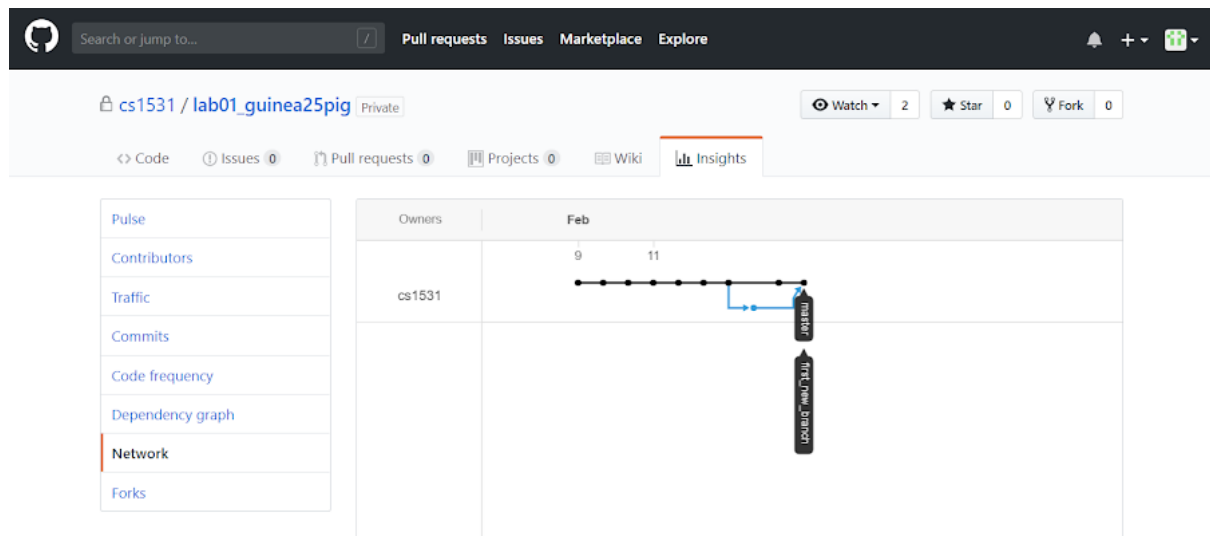 Search or jump to... / Pull requests Issues Marketplace Explore
cs1531 / lab01_guinea25pig Private Watch 2 Star 0 Fork 0
<> Code Issues 0 Pull requests 0 Projects 0 Wiki Insights
Pulse
Contributors
Traffic
Commits
Code frequency
Dependency graph
Network
Forks
Owners Feb
9 11
cs1531
master
first_new_branch